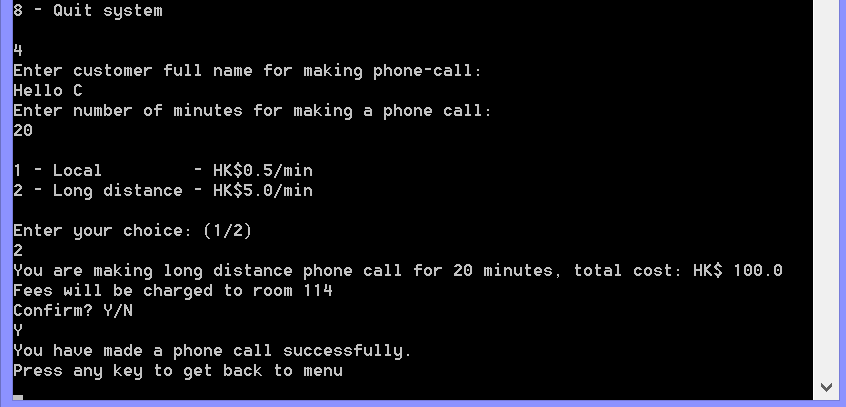 8 - Quit system
4
Enter customer full name for making phone-call:
Hello C
Enter number of minutes for making a phone call:
20
1 - Local         - HK$0.5/min
2 - Long distance - HK$5.0/min
Enter your choice: (1/2)
2
You are making long distance phone call for 20 minutes, total cost: HK$ 100.0
Fees will be charged to room 114
Confirm? Y/N
Y
You have made a phone call successfully.
Press any key to get back to menu